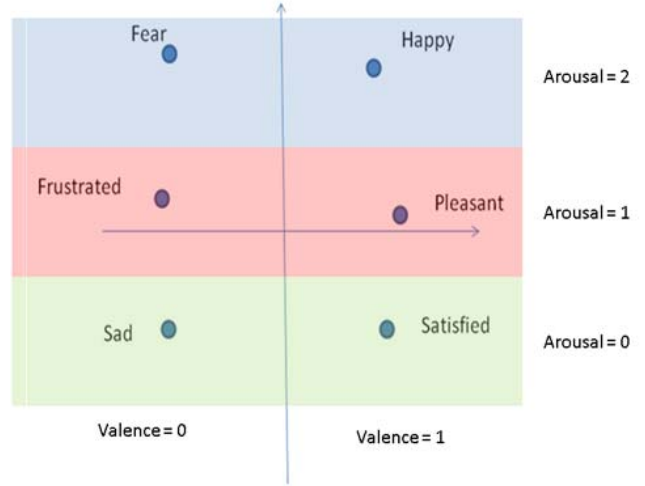 Fear
Happy
Arousal = 2
Frustrated
Pleasant
Arousal = 1
Sad
Satisfied
Arousal = 0
Valence = 0
Valence = 1